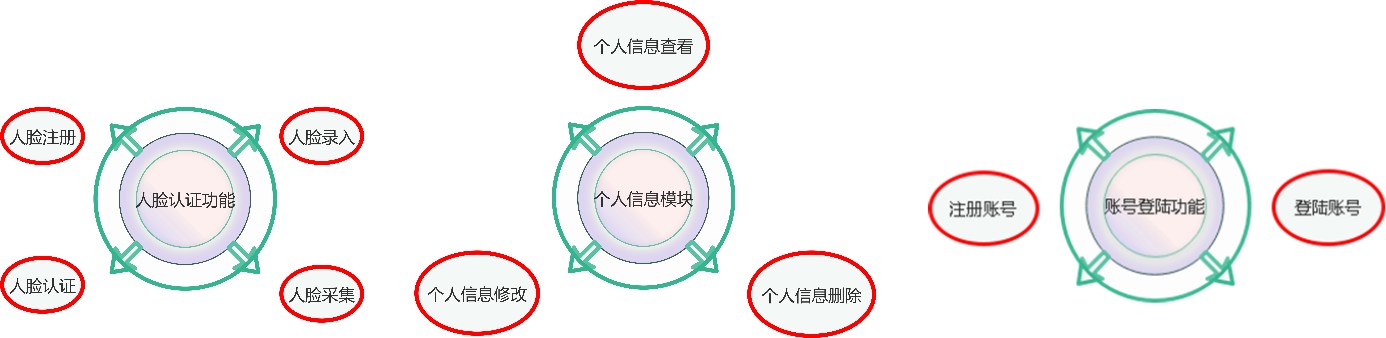 人脸注册
人脸录入
人脸认证功能
人脸认证
人脸采集
个人信息查看
个人信息模块
个人信息修改
个人信息删除
注册账号
账号登陆功能
登陆账号